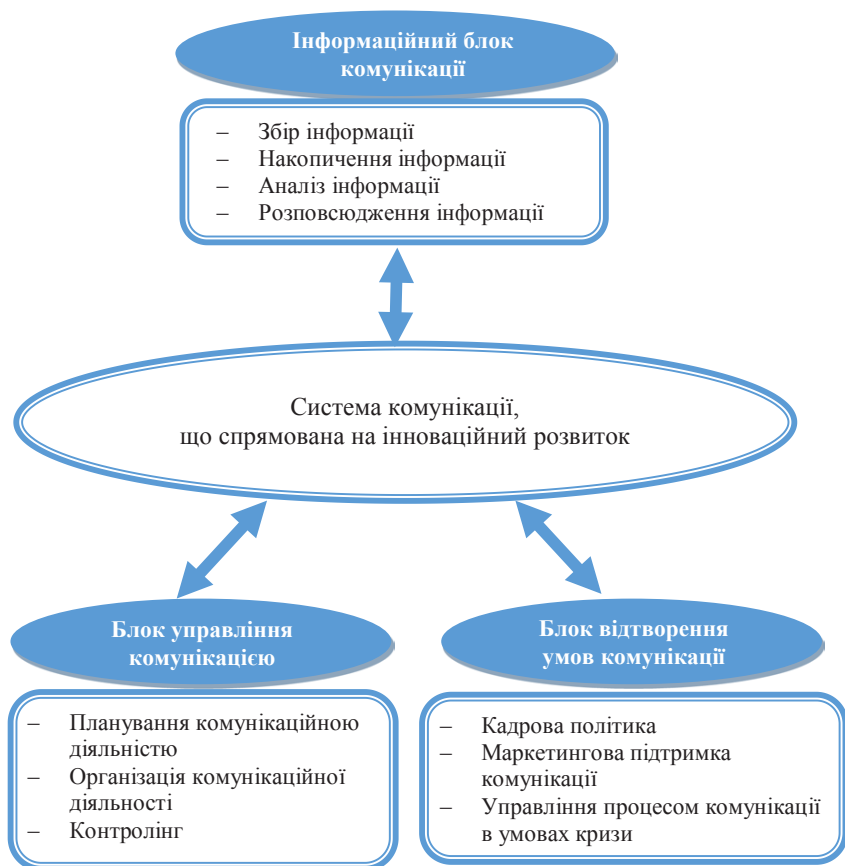 Інформаційний блок
комунікації
– Збір інформації
– Накопичення інформації
– Аналіз інформації
– Розповсюдження інформації
Система комунікації,
що спрямована на інноваційний розвиток
Блок управління
комунікацією
– Планування комунікаційною
діяльністю
– Організація комунікаційної
діяльності
– Контролінг
Блок відтворення
умов комунікації
– Кадрова політика
– Маркетингова підтримка
комунікації
– Управління процесом комунікації
в умовах кризи